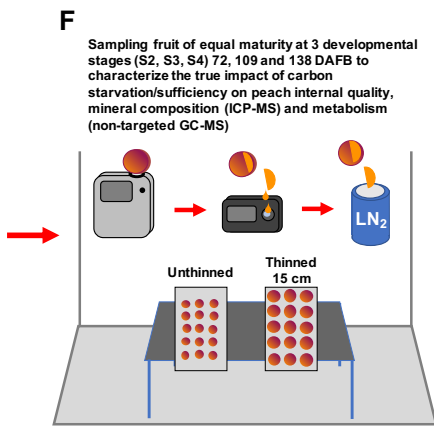 F
Sampling fruit of equal maturity at 3 developmental
stages (S2, S3, S4) 72, 109 and 138 DAFB to
characterize the true impact of carbon
starvation/sufficiency on peach internal quality,
mineral composition (ICP-MS) and metabolism
(non-targeted GC-MS)
LN2
Unthinned
Thinned
15 cm